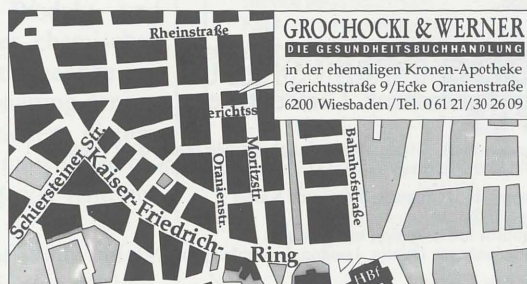 GROCHOCKI & WERNER
DIE GESUNDHEITSBUCHHANDLUNG
in der ehemaligen Kronen-Apotheke
Gerichtsstraße 9/Ecke Oranienstraße
6200 Wiesbaden/Tel. 0 61 21/30 26 09
Rheinstraße
erichtss
Schiersteiner Str.
Kaiser-Friedrich-
Ring
Oranienstr.
Moritzstr.
Bahnhofstraße
HBf